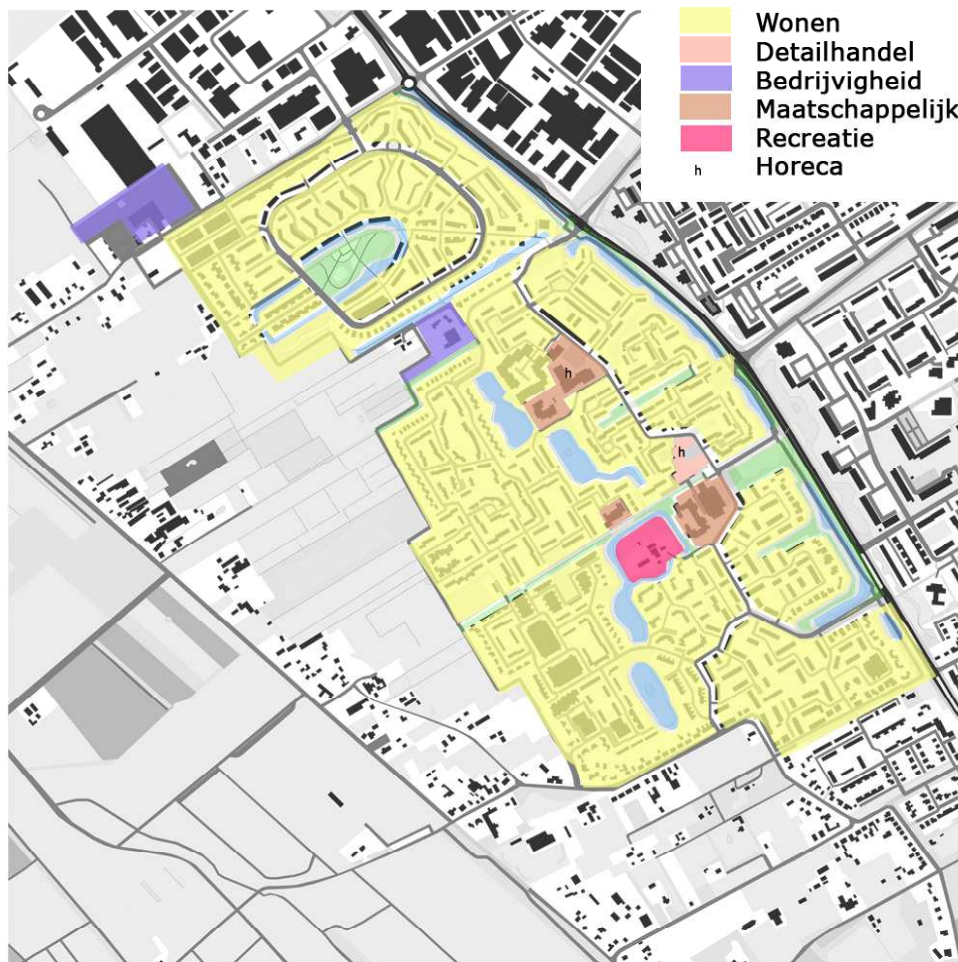 Wonen
Detailhandel
Bedrijvigheid
Maatschappelijk
Recreatie
h Horeca
h
h